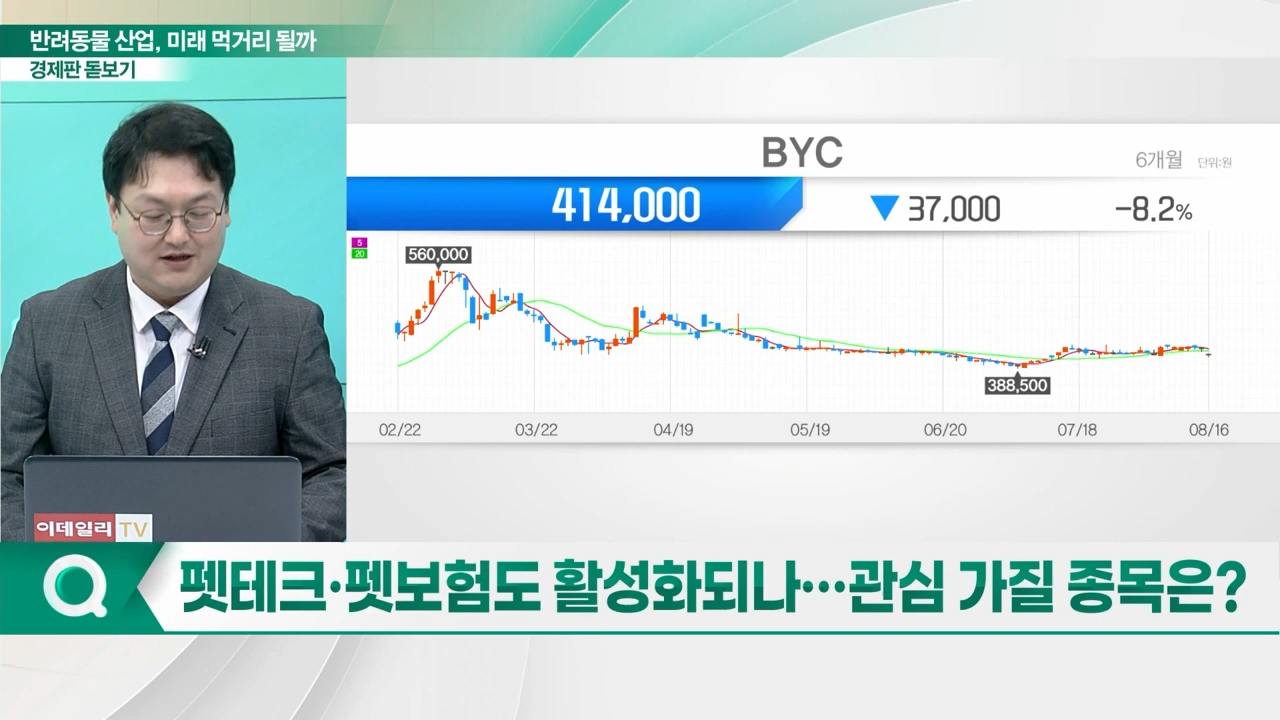 반려동물 산업, 미래 먹거리 될까
경제판 돋보기
BYC
6개월 단위:원
414,000 ▼ 37,000 -8.2%
5
20
560,000
388,500
02/22 03/22 04/19 05/19 06/20 07/18 08/16
이데일리 TV
펫테크·펫보험도 활성화되나…관심 가질 종목은?